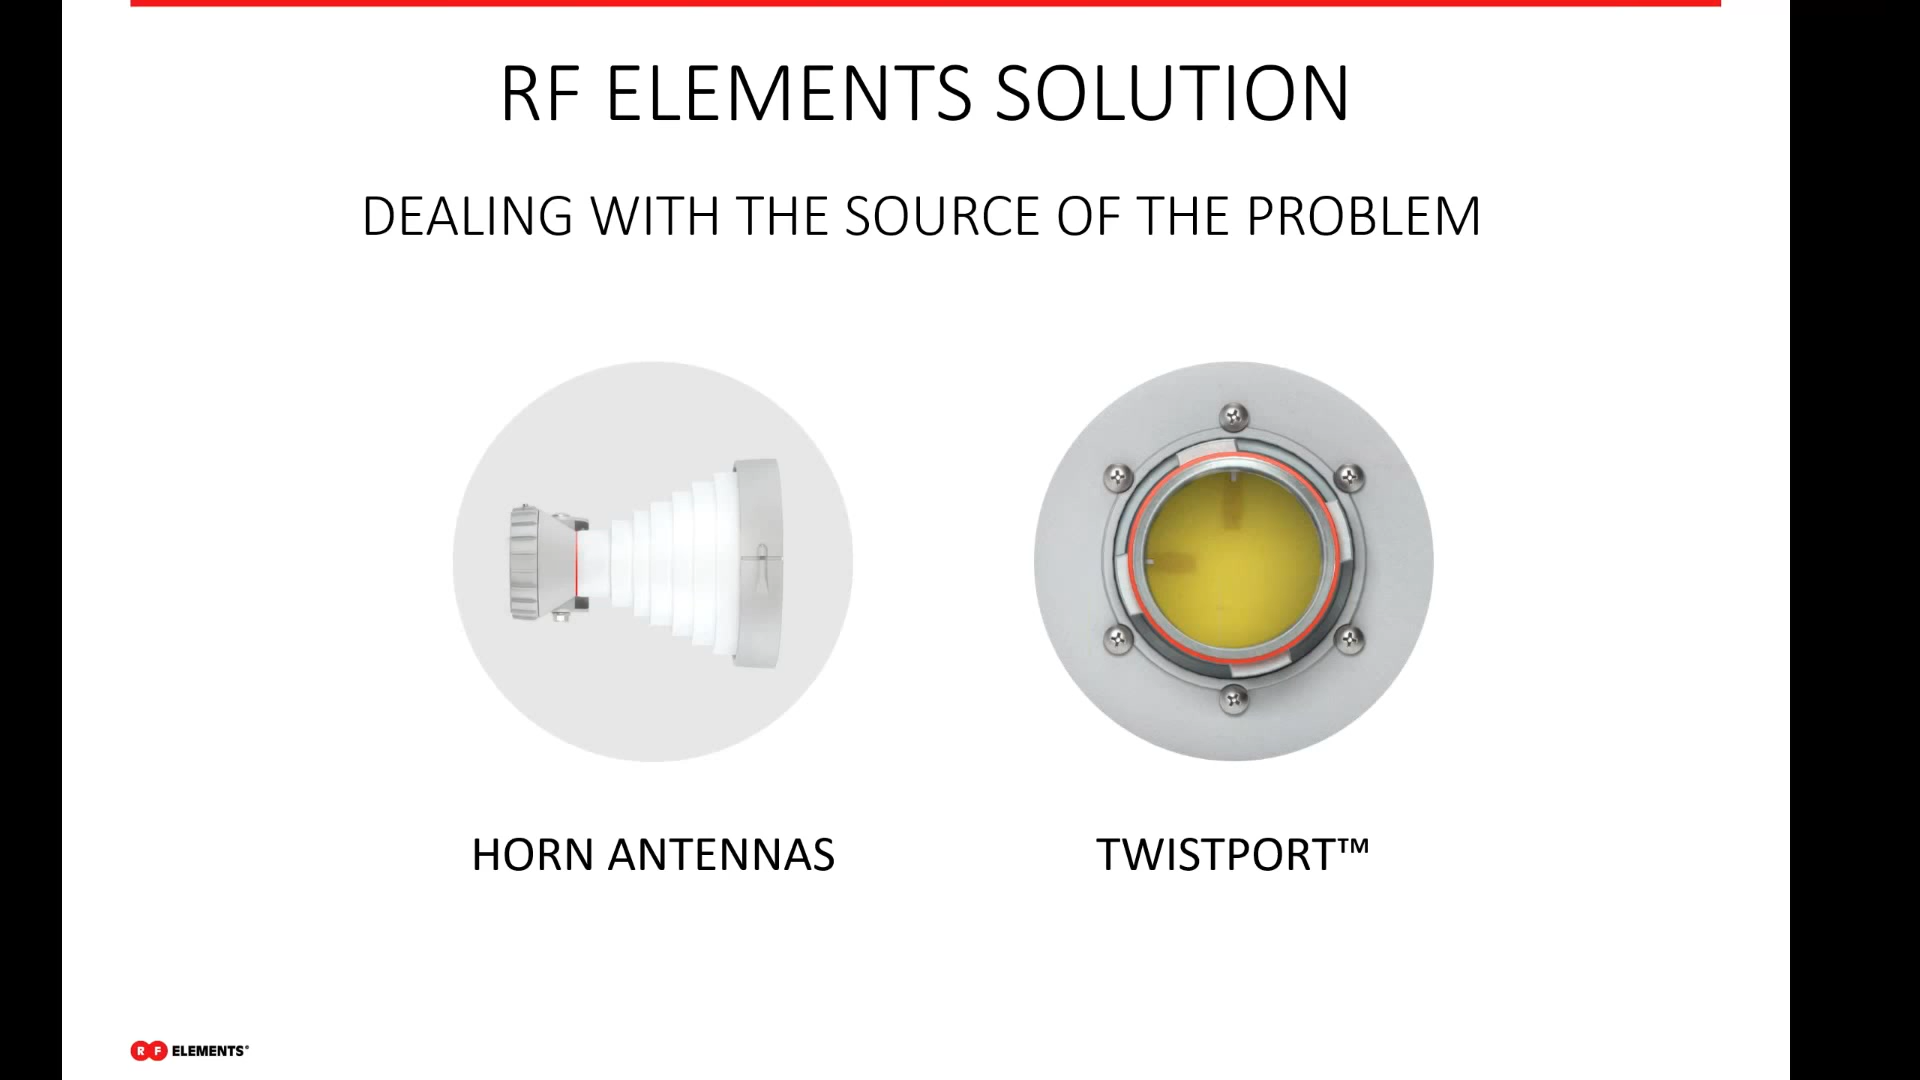 RF ELEMENTS SOLUTION
DEALING WITH THE SOURCE OF THE PROBLEM
HORN ANTENNAS
TWISTPORT™
RF ELEMENTS®